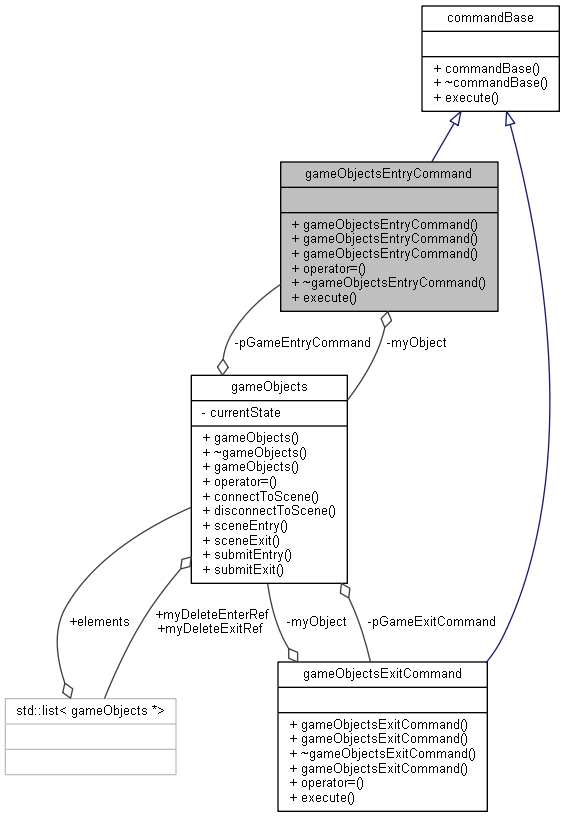 commandBase
+ commandBase()
+ ~commandBase()
+ execute()
gameObjectsEntryCommand
+ gameObjectsEntryCommand()
+ gameObjectsEntryCommand()
+ gameObjectsEntryCommand()
+ operator=()
+ ~gameObjectsEntryCommand()
+ execute()
-pGameEntryCommand
-myObject
gameObjects
- currentState
+ gameObjects()
+ ~gameObjects()
+ gameObjects()
+ operator=()
+ connectToScene()
+ disconnectToScene()
+ sceneEntry()
+ sceneExit()
+ submitEntry()
+ submitExit()
+elements
+myDeleteEnterRef
+myDeleteExitRef
-myObject
-pGameExitCommand
std::list< gameObjects *>
gameObjectsExitCommand
+ gameObjectsExitCommand()
+ gameObjectsExitCommand()
+ ~gameObjectsExitCommand()
+ gameObjectsExitCommand()
+ operator=()
+ execute()